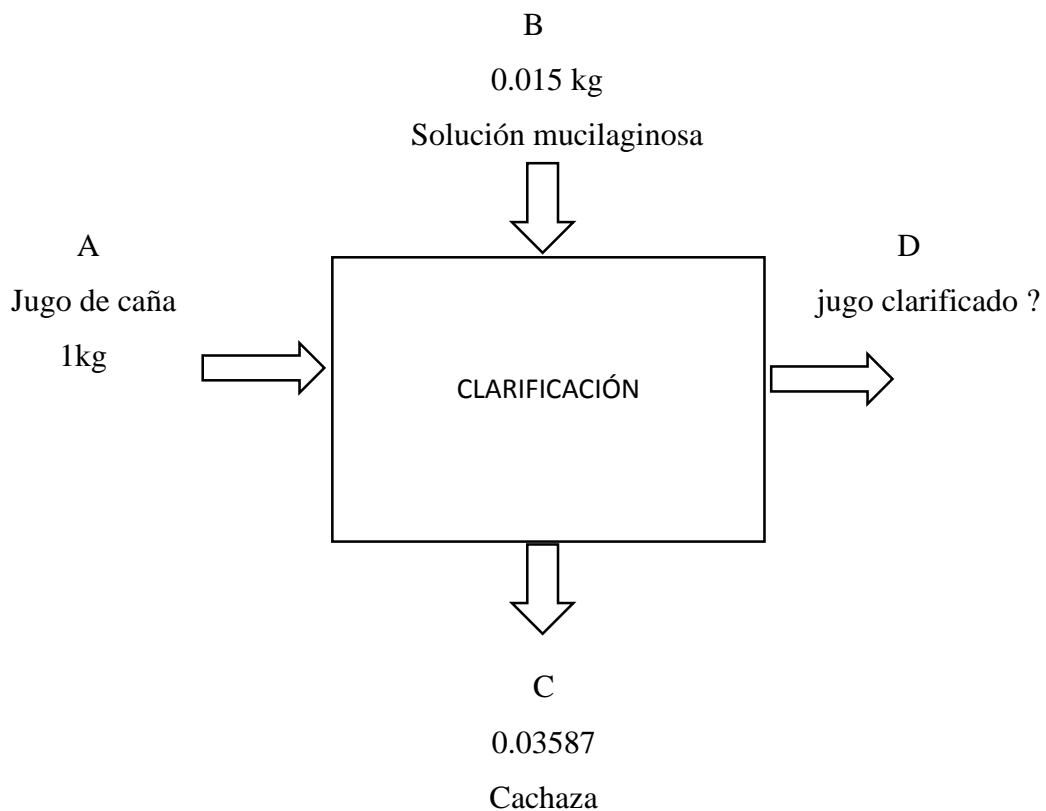 B
0.015 kg
Solución mucilaginosa
A
Jugo de caña
1kg
D
jugo clarificado ?
CLARIFICACIÓN
C
0.03587
Cachaza